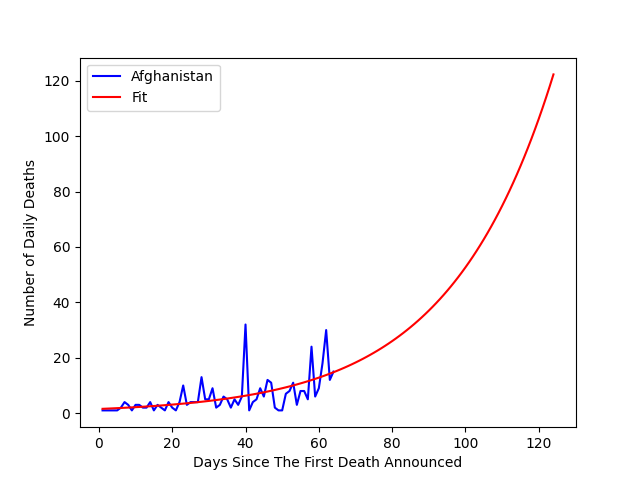 Afghanistan
Fit
Number of Daily Deaths
120
100
80
60
40
20
0
0 20 40 60 80 100 120
Days Since The First Death Announced